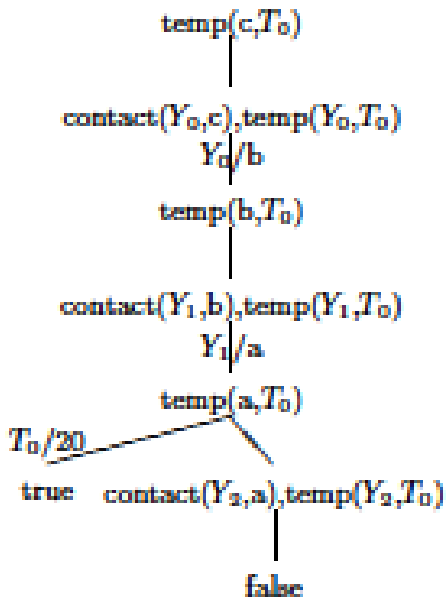 temp(c,T₀)
contact(Y₀,c),temp(Y₀,T₀)
Y₀/b
temp(b,T₀)
contact(Y₁,b),temp(Y₁,T₀)
Y₁/a
temp(a,T₀)
T₀/20
true contact(Y₂,a),temp(Y₂,T₀)
false